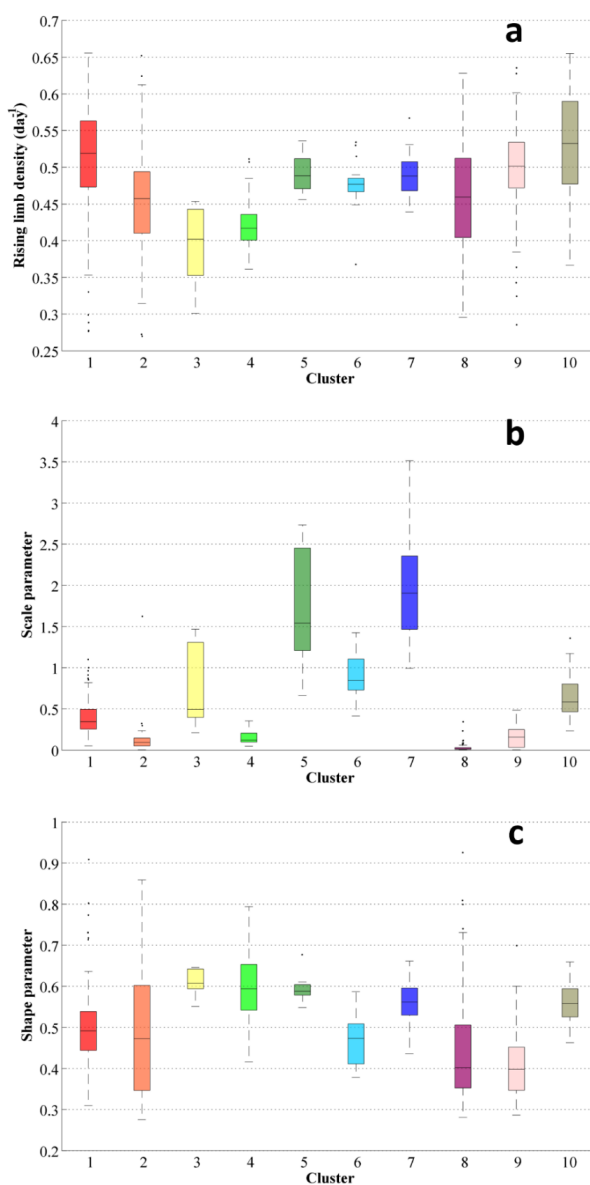 a
0.7
0.65
0.6
0.55
0.5
0.45
0.4
0.35
0.3
0.25
Rising limb density (day-1)
1 2 3 4 5 6 7 8 9 10
Cluster
b
4
3.5
3
2.5
2
1.5
1
0.5
0
Scale parameter
1 2 3 4 5 6 7 8 9 10
Cluster
c
1
0.9
0.8
0.7
0.6
0.5
0.4
0.3
0.2
Shape parameter
1 2 3 4 5 6 7 8 9 10
Cluster